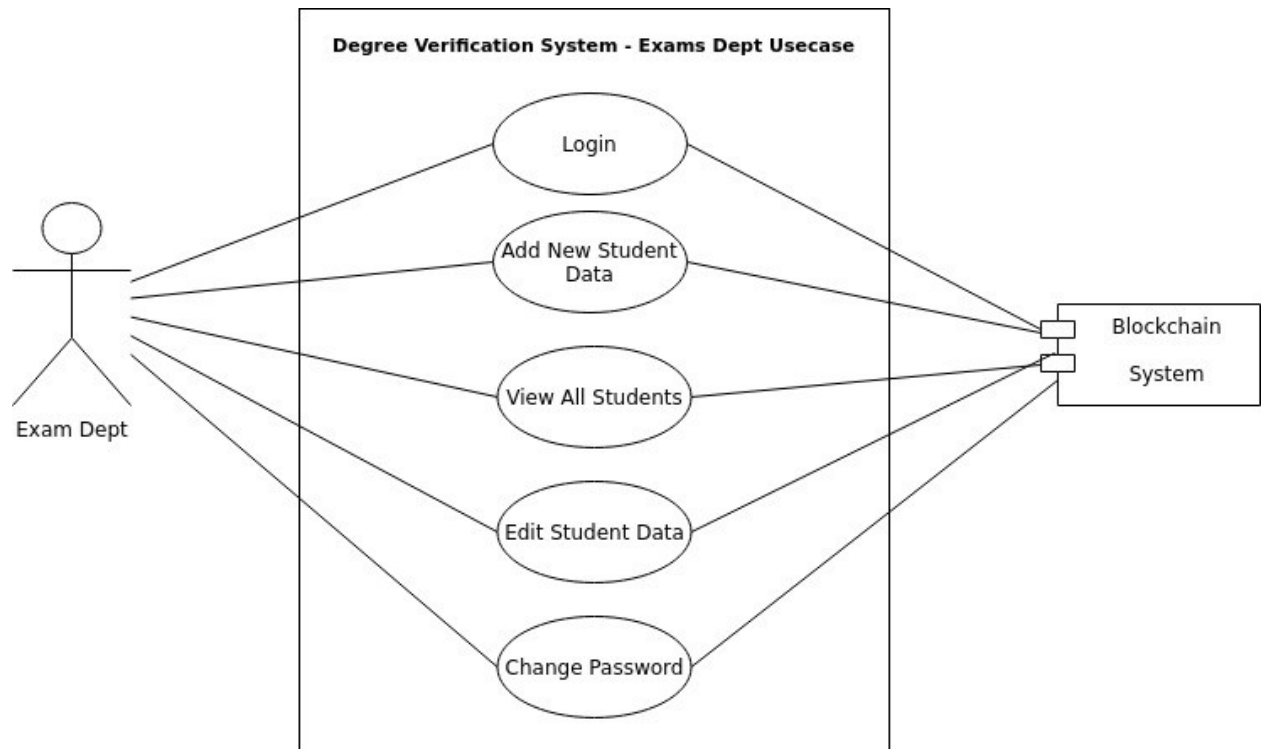 Degree Verification System - Exams Dept Usecase
Login
Add New Student
Data
View All Students
Edit Student Data
Change Password
Exam Dept
Blockchain
System